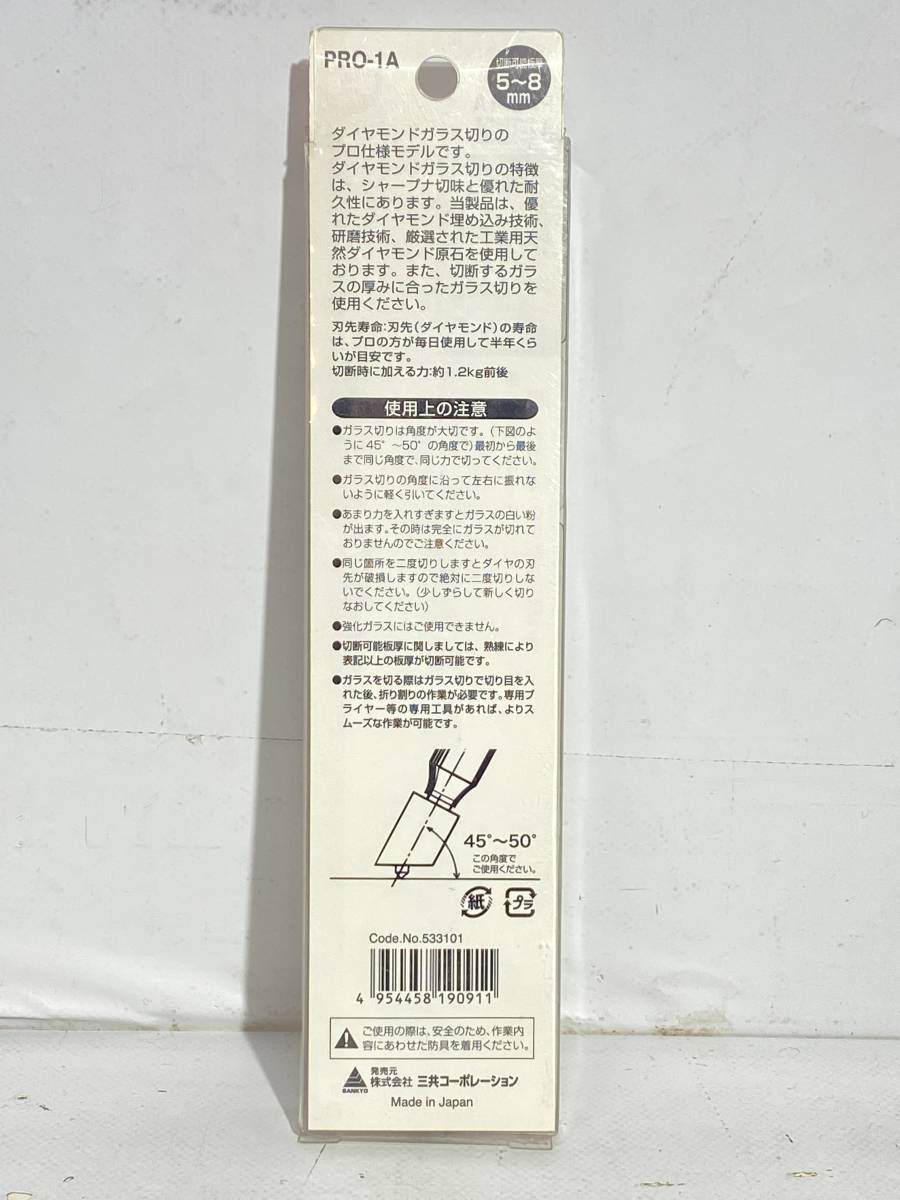 PRO-1A
切断可能板厚
5～8
mm
ダイヤモンドガラス切りの
プロ仕様モデルです。
ダイヤモンドガラス切りの特徴
は、シャープナ切味と優れた耐
久性にあります。当製品は、優
れたダイヤモンド埋め込み技術、
研磨技術、厳選された工業用天
然ダイヤモンド原石を使用して
おります。また、切断するガラ
スの厚みに合ったガラス切りを
使用ください。
刃先寿命:刃先(ダイヤモンド)の寿命
は、プロの方が毎日使用して半年くら
いが目安です。
切断時に加える力:約1.2kg前後
使用上の注意
●ガラス切りは角度が大切です。(下図のよ
うに45°～50°の角度で)最初から最後
まで同じ角度で、同じ力で切ってください。
●ガラス切りの角度に沿って左右に振れな
いように軽く引いてください。
●あまり力を入れすぎますとガラスの白い粉
が出ます。その時は完全にガラスが切れて
おりませんのでご注意ください。
●同じ箇所を二度切りしますとダイヤの刃
先が破損しますので絶対に二度切りしな
いでください。(少しずらして新しく切り
なおしてください)
●強化ガラスにはご使用できません。
●切断可能板厚に関しましては、熟練により
表記以上の板厚が切断可能です。
●ガラスを切る際はガラス切りで切り目を入
れた後、折り割りの作業が必要です。専用プ
ライヤー等の専用工具があれば、よりス
ムーズな作業が可能です。
45°～50°
この角度で
ご使用ください。
紙
プラ
Code.No.533101
4 954458 190911
ご使用の際は、安全のため、作業内
容にあわせた防具を着用ください。
SANKYO
発売元
株式会社 三共コーポレーション
Made in Japan